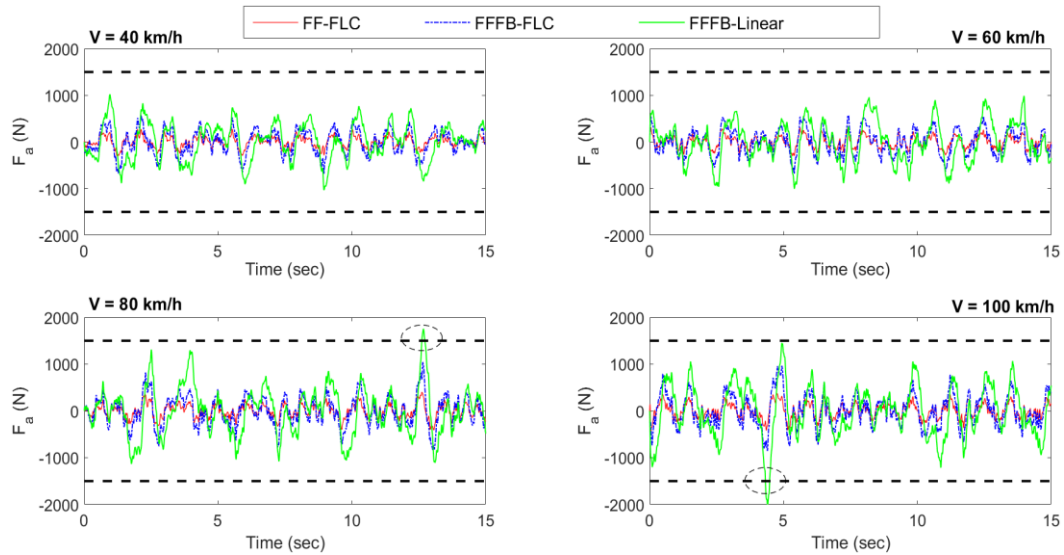 FF-FLC FFFB-FLC FFFB-Linear
V = 40 km/h
2000
1000
0
-1000
-2000
F_a (N)
0 5 10 15
Time (sec)
V = 60 km/h
2000
1000
0
-1000
-2000
F_a (N)
0 5 10 15
Time (sec)
V = 80 km/h
2000
1000
0
-1000
-2000
F_a (N)
0 5 10 15
Time (sec)
V = 100 km/h
2000
1000
0
-1000
-2000
F_a (N)
0 5 10 15
Time (sec)